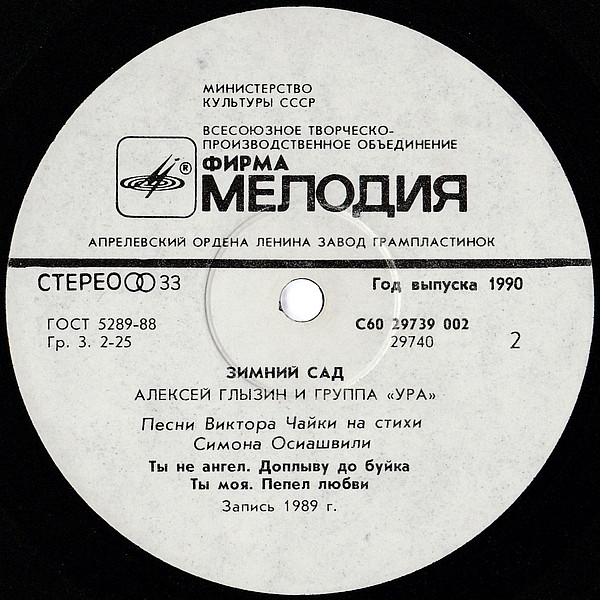 МИНИСТЕРСТВО
КУЛЬТУРЫ СССР
ВСЕСОЮЗНОЕ ТВОРЧЕСКО-
ПРОИЗВОДСТВЕННОЕ ОБЪЕДИНЕНИЕ
®
ФИРМА
МЕЛОДИЯ
АПРЕЛЕВСКИЙ ОРДЕНА ЛЕНИНА ЗАВОД ГРАМПЛАСТИНОК
СТЕРЕО 33
Год выпуска 1990
ГОСТ 5289-88
Гр. 3. 2-25
С60 29739 002
29740
2
ЗИМНИЙ САД
АЛЕКСЕЙ ГЛЫЗИН И ГРУППА «УРА»
Песни Виктора Чайки на стихи
Симона Осиашвили
Ты не ангел. Доплыву до буйка
Ты моя. Пепел любви
Запись 1989 г.